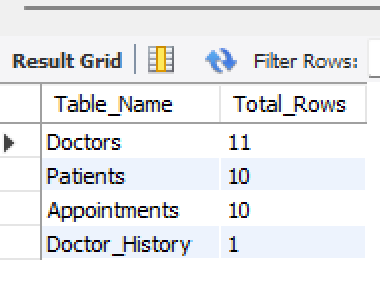 Result Grid Filter Rows:
Table_Name Total_Rows
Doctors 11
Patients 10
Appointments 10
Doctor_History 1